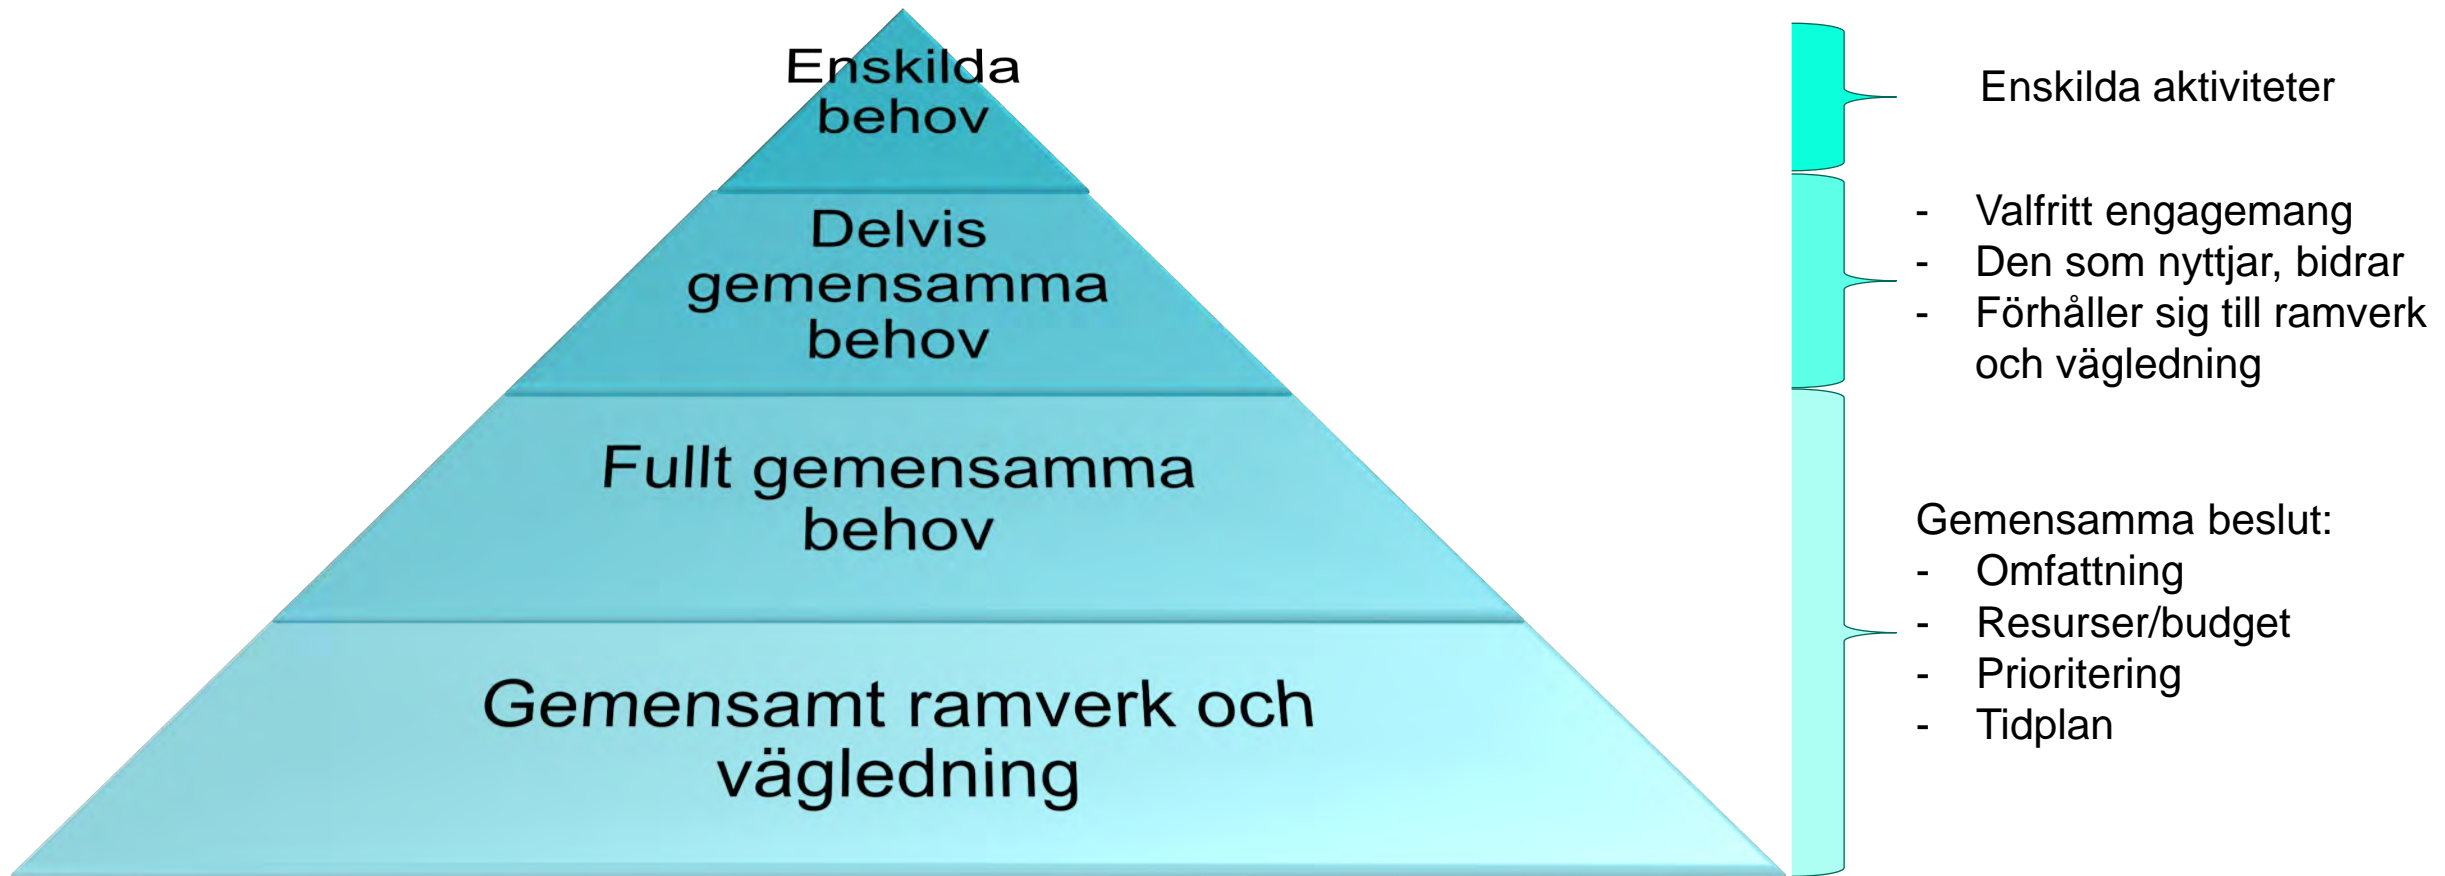 Enskilda
behov
Delvis
gemensamma
behov
Fullt gemensamma
behov
Gemensamt ramverk och
vägledning
Enskilda aktiviteter
- Valfritt engagemang
- Den som nyttjar, bidrar
- Förhåller sig till ramverk
och vägledning
Gemensamma beslut:
- Omfattning
- Resurser/budget
- Prioritering
- Tidplan